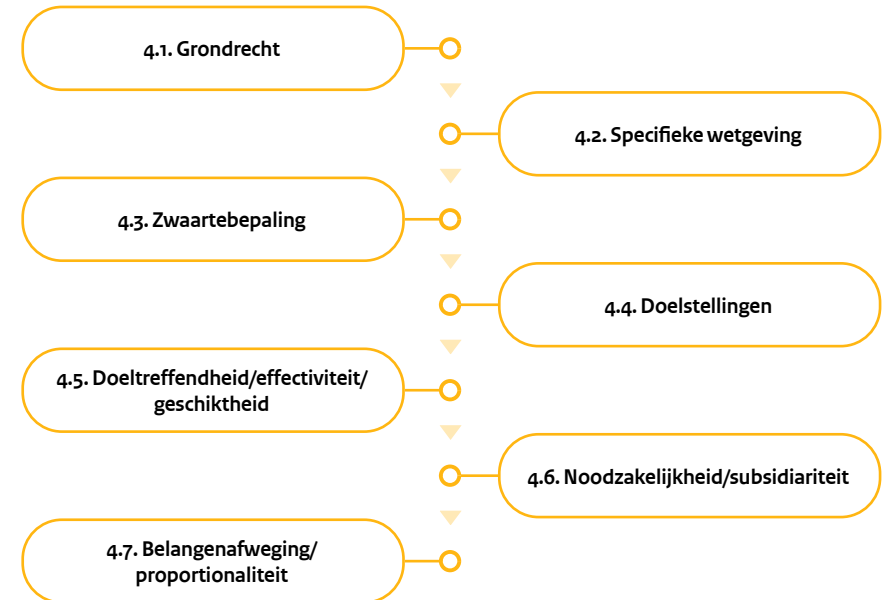 4.1. Grondrecht
4.2. Specifieke wetgeving
4.3. Zwaartebepaling
4.4. Doelstellingen
4.5. Doeltreffendheid/effectiviteit/
geschiktheid
4.6. Noodzakelijkheid/subsidiariteit
4.7. Belangenafweging/
proportionaliteit